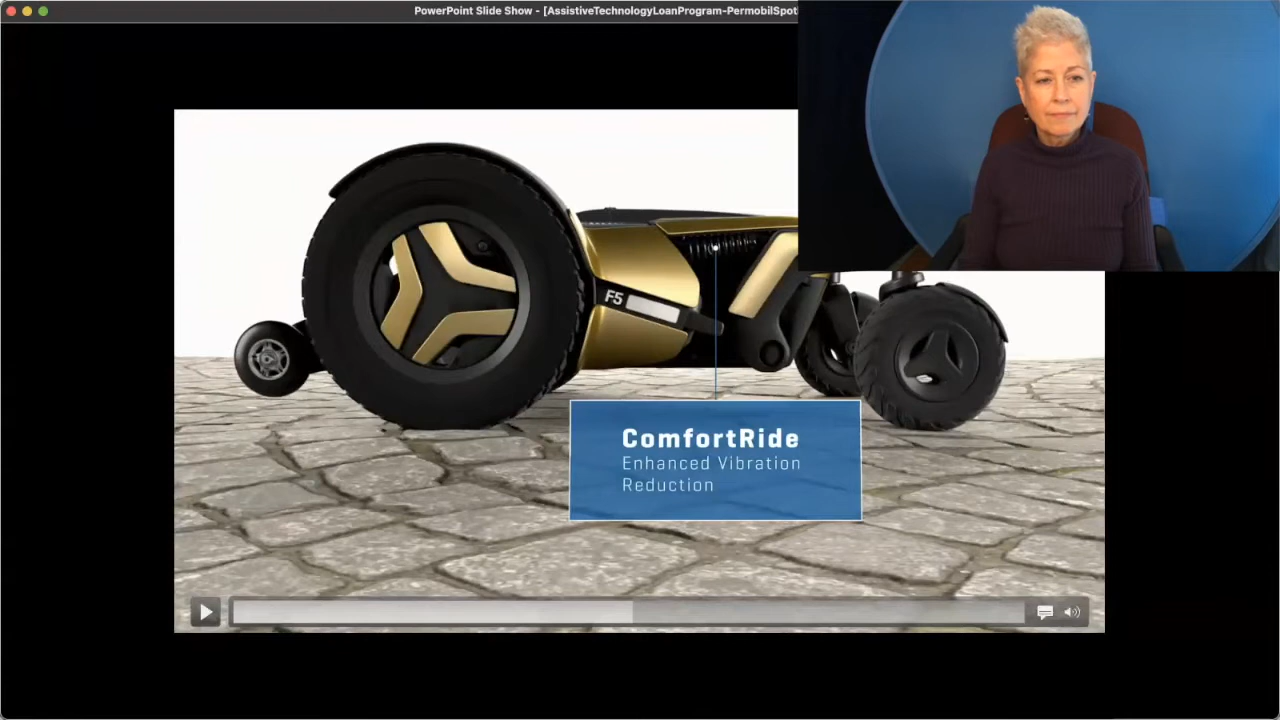 PowerPoint Slide Show - [AssistiveTechnologyLoanProgram-PermobilSpot
F5
ComfortRide
Enhanced Vibration
Reduction